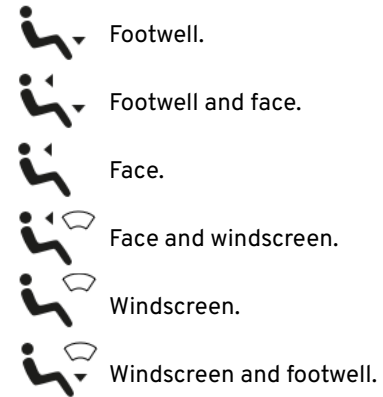 Footwell.
Footwell and face.
Face.
Face and windscreen.
Windscreen.
Windscreen and footwell.